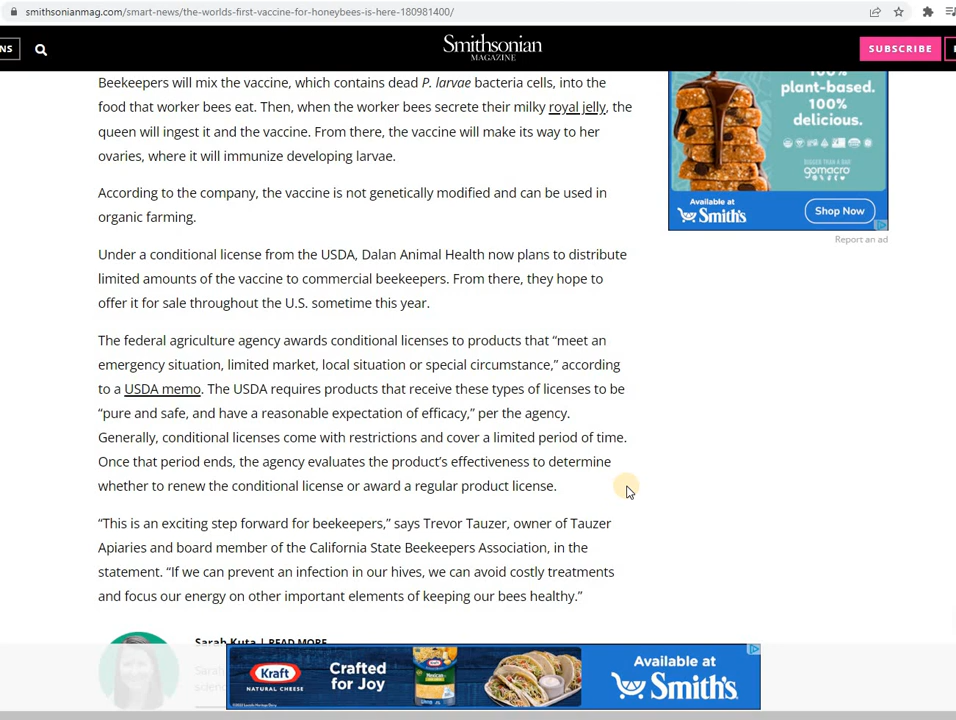 smithsonianmag.com/smart-news/the-worlds-first-vaccine-for-honeybees-is-here-180981400/
NS
Smithsonian
MAGAZINE
SUBSCRIBE
Beekeepers will mix the vaccine, which contains dead P. larvae bacteria cells, into the
food that worker bees eat. Then, when the worker bees secrete their milky royal jelly, the
queen will ingest it and the vaccine. From there, the vaccine will make its way to her
ovaries, where it will immunize developing larvae.
According to the company, the vaccine is not genetically modified and can be used in
organic farming.
Under a conditional license from the USDA, Dalan Animal Health now plans to distribute
limited amounts of the vaccine to commercial beekeepers. From there, they hope to
offer it for sale throughout the U.S. sometime this year.
The federal agriculture agency awards conditional licenses to products that “meet an
emergency situation, limited market, local situation or special circumstance,” according
to a USDA memo. The USDA requires products that receive these types of licenses to be
“pure and safe, and have a reasonable expectation of efficacy,” per the agency.
Generally, conditional licenses come with restrictions and cover a limited period of time.
Once that period ends, the agency evaluates the product’s effectiveness to determine
whether to renew the conditional license or award a regular product license.
“This is an exciting step forward for beekeepers,” says Trevor Tauzer, owner of Tauzer
Apiaries and board member of the California State Beekeepers Association, in the
statement. “If we can prevent an infection in our hives, we can avoid costly treatments
and focus our energy on other important elements of keeping our bees healthy.”
100%
plant-based.
100%
delicious.
gomacro
Available at
Smith's
Shop Now
Report an ad
Sarah Kuta | READ MORE
Kraft
NATURAL CHEESE
Crafted
for Joy
Available at
Smith's